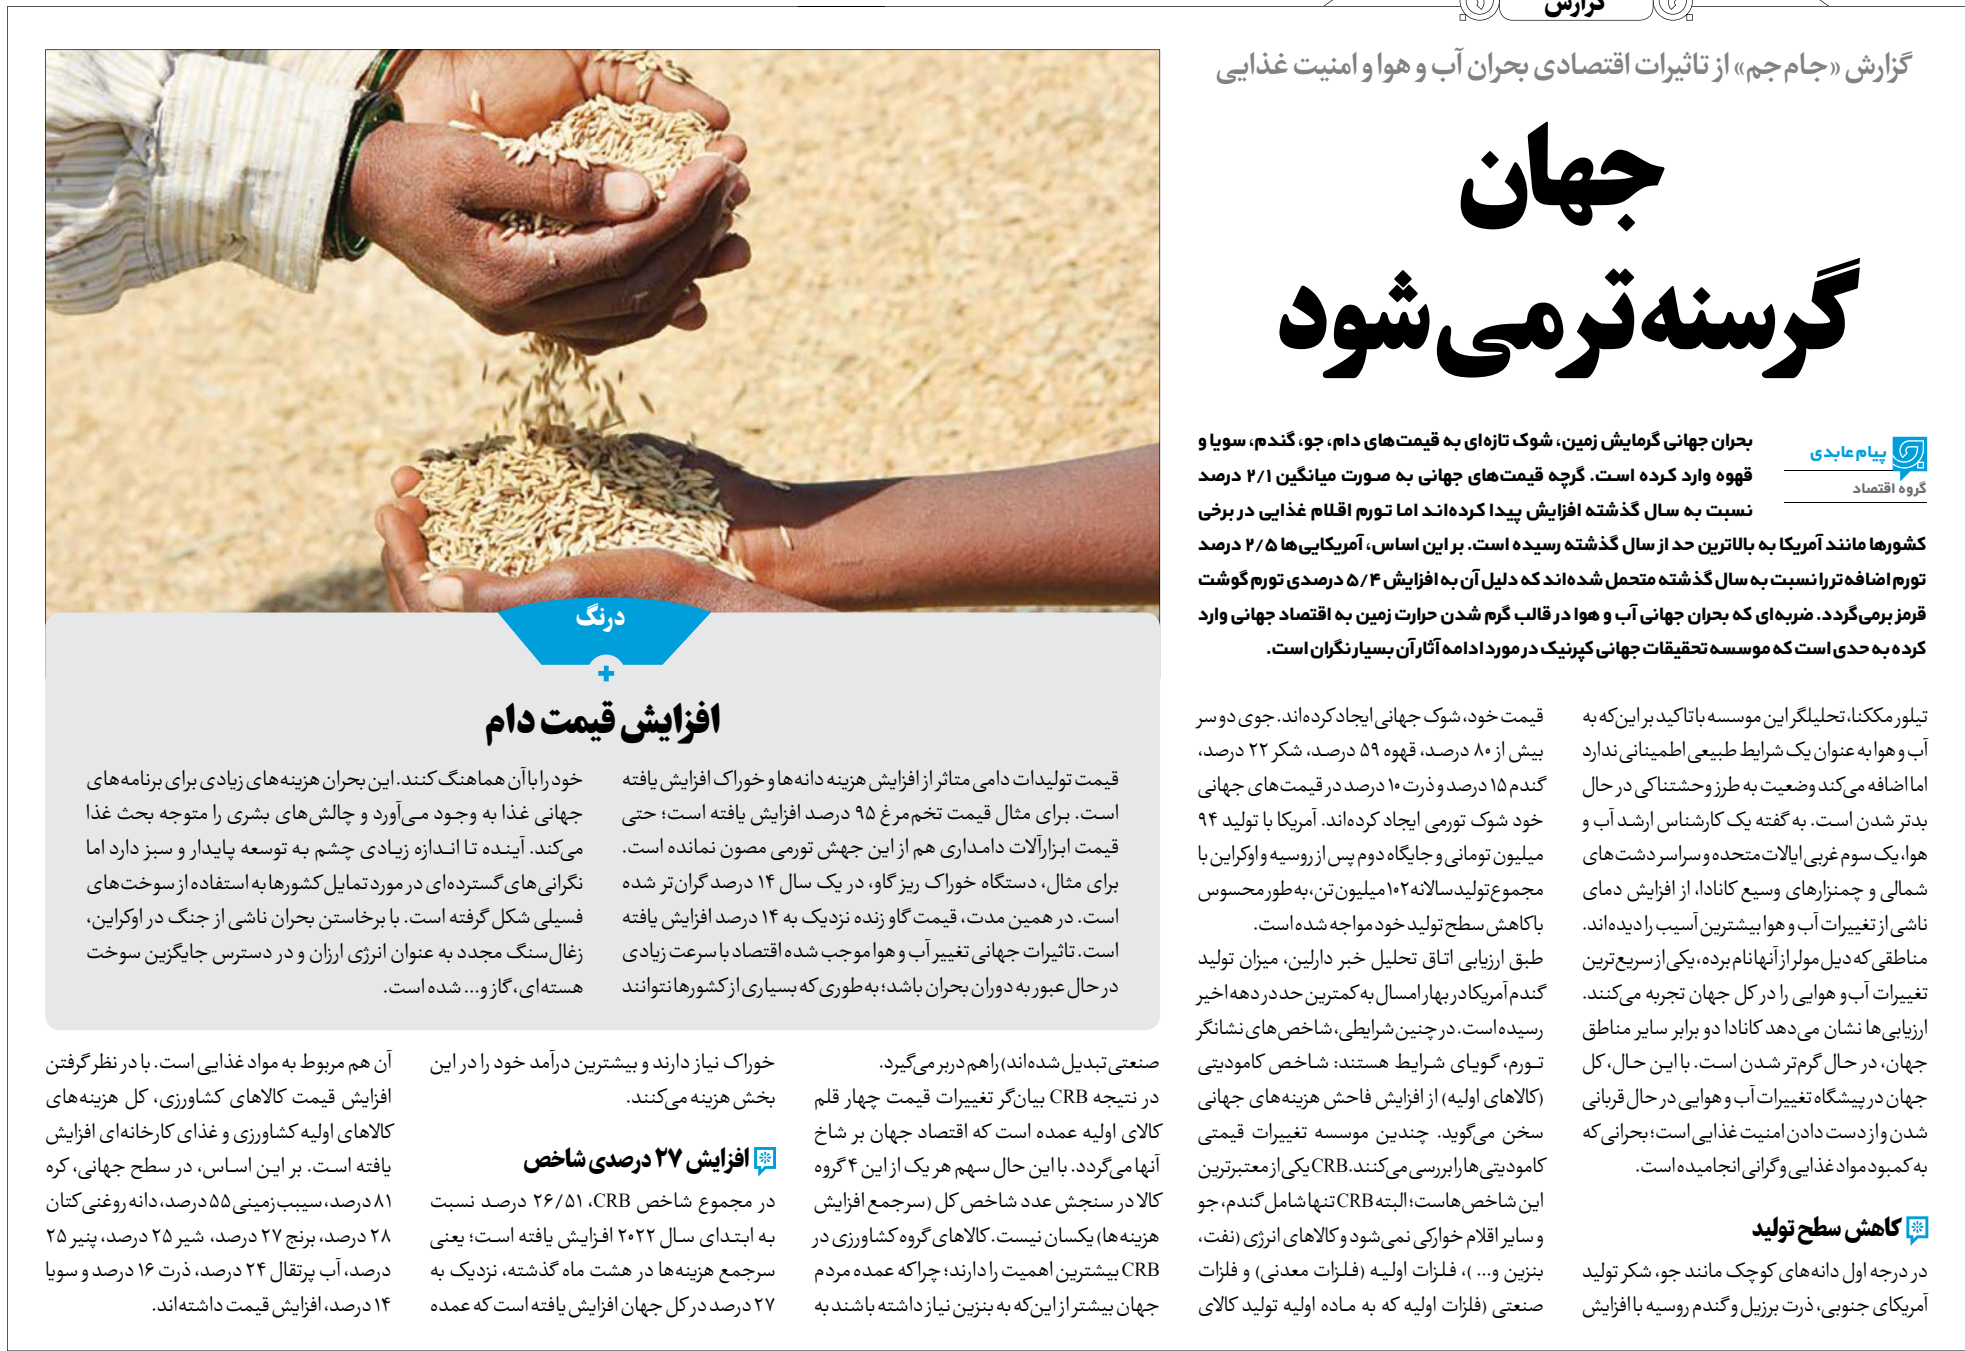 گزارش
گزارش «جام‌جم» از تاثیرات اقتصادی بحران آب و هوا و امنیت غذایی
جهان
گرسنه‌تر می‌شود
پیام عابدی
گروه اقتصاد
بحران جهانی گرمایش زمین، شوک تازه‌ای به قیمت‌های دام، جو، گندم، سویا و
قهوه وارد کرده است. گرچه قیمت‌های جهانی به صورت میانگین ۲/۱ درصد
نسبت به سال گذشته افزایش پیدا کرده‌اند اما تورم اقلام غذایی در برخی
کشورها مانند آمریکا به بالاترین حد از سال گذشته رسیده است. بر این اساس، آمریکایی‌ها ۲/۵ درصد
تورم اضافه‌تر را نسبت به سال گذشته متحمل شده‌اند که دلیل آن به افزایش ۵/۴ درصدی تورم گوشت
قرمز برمی‌گردد. ضربه‌ای که بحران جهانی آب و هوا در قالب گرم شدن حرارت زمین به اقتصاد جهانی وارد
کرده به حدی است که موسسه تحقیقات جهانی کپرنیک در مورد ادامه آثار آن بسیار نگران است.
تیلور مک‌کنا، تحلیلگر این موسسه با تاکید بر این‌که به
آب و هوا به عنوان یک شرایط طبیعی اطمینانی ندارد
اما اضافه می‌کند وضعیت به طرز وحشتناکی در حال
بدتر شدن است. به گفته یک کارشناس ارشد آب و
هوا، یک سوم غربی ایالات‌متحده و سراسر دشت‌های
شمالی و چمنزارهای وسیع کانادا، از افزایش دمای
ناشی از تغییرات آب و هوا بیشترین آسیب را دیده‌اند.
مناطقی که دیل مولر از آنها نام برده، یکی از سریع‌ترین
تغییرات آب‌و هوایی را در کل جهان تجربه می‌کنند.
ارزیابی‌ها نشان می‌دهد کانادا دو برابر سایر مناطق
جهان، در حال گرم‌تر شدن است. با این حال، کل
جهان در پیشگاه تغییرات آب و هوایی در حال قربانی
شدن و از دست دادن امنیت غذایی است؛ بحرانی که
به کمبود مواد غذایی و گرانی انجامیده است.
کاهش سطح تولید
در درجه اول دانه‌های کوچک مانند جو، شکر تولید
آمریکای جنوبی، ذرت برزیل و گندم روسیه با افزایش
قیمت خود، شوک جهانی ایجاد کرده‌اند. جوی دو سر
بیش از ۸۰ درصد، قهوه ۵۹ درصد، شکر ۲۲ درصد،
گندم ۱۵ درصد و ذرت ۱۰ درصد در قیمت‌های جهانی
خود شوک تورمی ایجاد کرده‌اند. آمریکا با تولید ۹۴
میلیون تومانی و جایگاه دوم پس از روسیه و اوکراین با
مجموع تولید سالانه ۱۰۲ میلیون تن، به‌طور محسوس
با کاهش سطح تولید خود مواجه شده است.
طبق ارزیابی اتاق تحلیل خبر دارلین، میزان تولید
گندم آمریکا در بهار امسال به کمترین حد در دهه اخیر
رسیده است. در چنین شرایطی، شاخص‌های نشانگر
تورم، گویای شرایط هستند: شاخص کامودیتی
(کالاهای اولیه) از افزایش فاحش هزینه‌های جهانی
سخن می‌گوید. چندین موسسه تغییرات قیمتی
کامودیتی‌ها را بررسی می‌کنند. CRB یکی از معتبرترین
این شاخص‌هاست؛ البته CRB تنها شامل گندم، جو
و سایر اقلام خوارکی نمی‌شود و کالاهای انرژی (نفت،
بنزین و... )، فلزات اولیه (فلزات معدنی) و فلزات
صنعتی (فلزات اولیه که به ماده اولیه تولید کالای
صنعتی تبدیل شده‌اند) را هم دربر می‌گیرد.
در نتیجه CRB بیان‌گر تغییرات قیمت چهار قلم
کالای اولیه عمده است که اقتصاد جهان بر شاخ
آنها می‌گردد. با این حال سهم هر یک از این ۴ گروه
کالا در سنجش عدد شاخص کل (سرجمع افزایش
هزینه‌ها) یکسان نیست. کالاهای گروه کشاورزی در
CRB بیشترین اهمیت را دارند؛ چراکه عمده مردم
جهان بیشتر از این‌که به بنزین نیاز داشته باشند به
خوراک نیاز دارند و بیشترین درآمد خود را در این
بخش هزینه می‌کنند.
افزایش ۲۷ درصدی شاخص
در مجموع شاخص CRB، ۲۶/۵۱ درصد نسبت
به ابتدای سال ۲۰۲۲ افزایش یافته است؛ یعنی
سرجمع هزینه‌ها در هشت ماه گذشته، نزدیک به
۲۷ درصد در کل جهان افزایش یافته است که عمده
آن هم مربوط به مواد غذایی است. با در نظر گرفتن
افزایش قیمت کالاهای کشاورزی، کل هزینه‌های
کالاهای اولیه کشاورزی و غذای کارخانه‌ای افزایش
یافته است. بر این اساس، در سطح جهانی، کره
۸۱ درصد، سیب‌زمینی ۵۵ درصد، دانه روغنی کتان
۲۸ درصد، برنج ۲۷ درصد، شیر ۲۵ درصد، پنیر ۲۵
درصد، آب پرتقال ۲۴ درصد، ذرت ۱۶ درصد و سویا
۱۴ درصد، افزایش قیمت داشته‌اند.
درنگ
افزایش قیمت دام
قیمت تولیدات دامی متاثر از افزایش هزینه دانه‌ها و خوراک افزایش یافته
است. برای مثال قیمت تخم‌مرغ ۹۵ درصد افزایش یافته است؛ حتی
قیمت ابزارآلات دامداری هم از این جهش تورمی مصون نمانده است.
برای مثال، دستگاه خوراک ریز گاو، در یک سال ۱۴ درصد گران‌تر شده
است. در همین مدت، قیمت گاو زنده نزدیک به ۱۴ درصد افزایش یافته
است. تاثیرات جهانی تغییر آب و هوا موجب شده اقتصاد با سرعت زیادی
در حال عبور به دوران بحران باشد؛ به‌طوری که بسیاری از کشورها نتوانند
خود را با آن هماهنگ کنند. این بحران هزینه‌های زیادی برای برنامه‌های
جهانی غذا به وجود می‌آورد و چالش‌های بشری را متوجه بحث غذا
می‌کند. آینده تا اندازه زیادی چشم به توسعه پایدار و سبز دارد اما
نگرانی‌های گسترده‌ای در مورد تمایل کشورها به استفاده از سوخت‌های
فسیلی شکل گرفته است. با برخاستن بحران ناشی از جنگ در اوکراین،
زغال‌سنگ مجدد به عنوان انرژی ارزان و در دسترس جایگزین سوخت
هسته‌ای، گاز و... شده است.